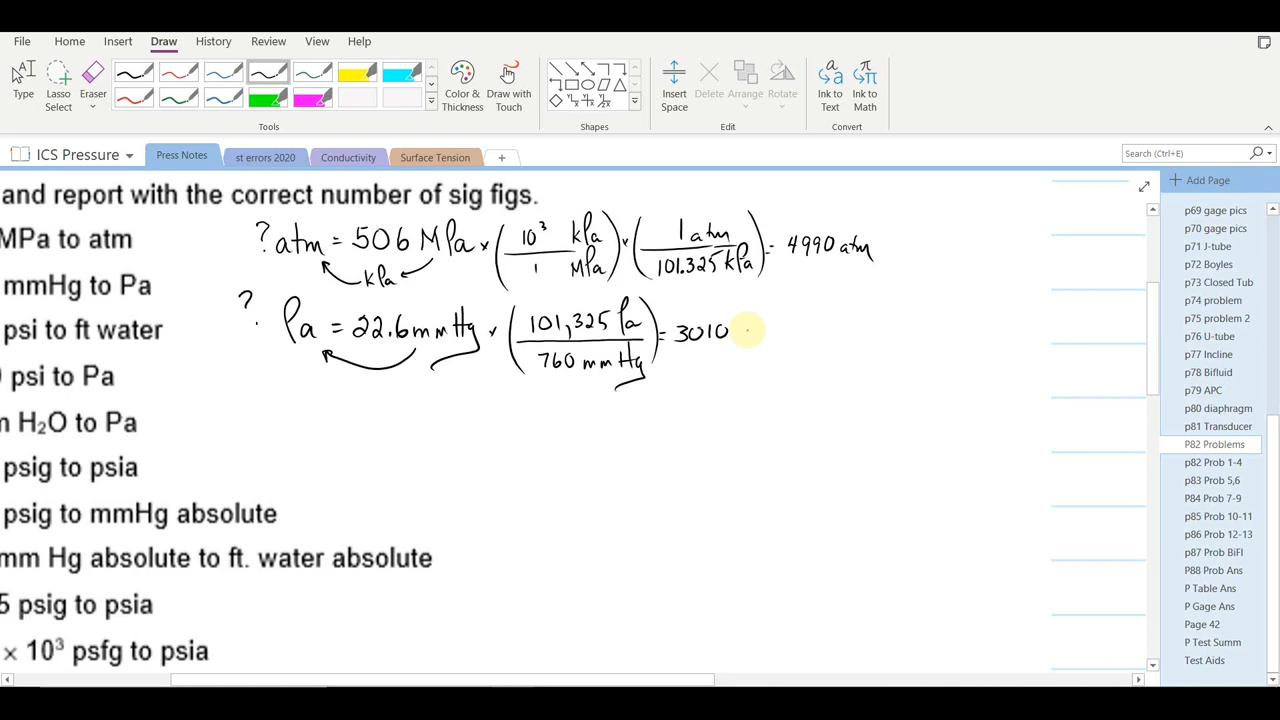 File Home Insert Draw History Review View Help
Type Lasso Select Eraser Color & Thickness Draw with Touch Insert Space Delete Arrange Rotate Ink to Text Ink to Math
Tools Shapes Edit Convert
ICS Pressure Press Notes st errors 2020 Conductivity Surface Tension Search (Ctrl+E)
and report with the correct number of sig figs.
MPa to atm
mmHg to Pa
psi to ft water
psi to Pa
H₂O to Pa
psig to psia
psig to mmHg absolute
mm Hg absolute to ft. water absolute
5 psig to psia
× 10³ psfg to psia
? atm = 506 MPa × (10³ kPa / 1 MPa) × (1 atm / 101.325 kPa) = 4990 atm
kPa
? Pa = 22.6 mmHg × (101,325 Pa / 760 mmHg) = 3010
Add Page
p69 gage pics
p70 gage pics
p71 J-tube
p72 Boyles
p73 Closed Tub
p74 problem
p75 problem 2
p76 U-tube
p77 Incline
p78 Bifluid
p79 APC
p80 diaphragm
p81 Transducer
P82 Problems
p82 Prob 1-4
p83 Prob 5,6
P84 Prob 7-9
p85 Prob 10-11
p86 Prob 12-13
p87 Prob BiFl
P88 Prob Ans
P Table Ans
P Gage Ans
Page 42
P Test Summ
Test Aids